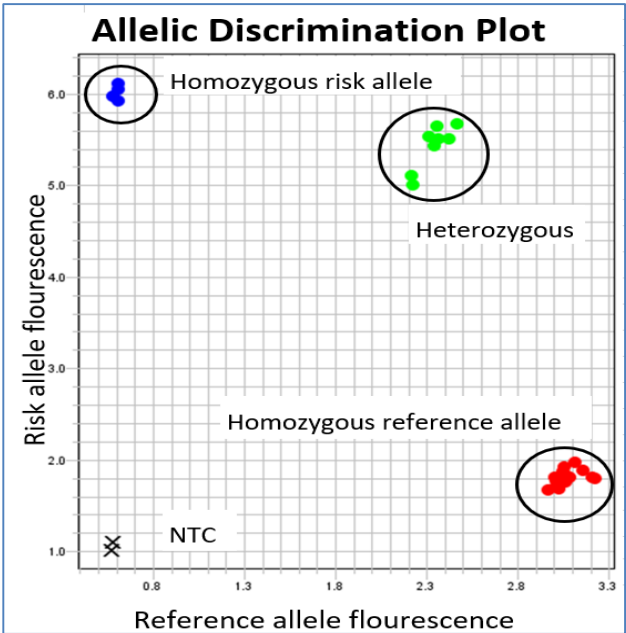 Allelic Discrimination Plot
Homozygous risk allele
Heterozygous
Homozygous reference allele
NTC
Risk allele flourescence
6.0
5.0
4.0
3.0
2.0
1.0
0.8
1.3
1.8
2.3
2.8
3.3
Reference allele flourescence